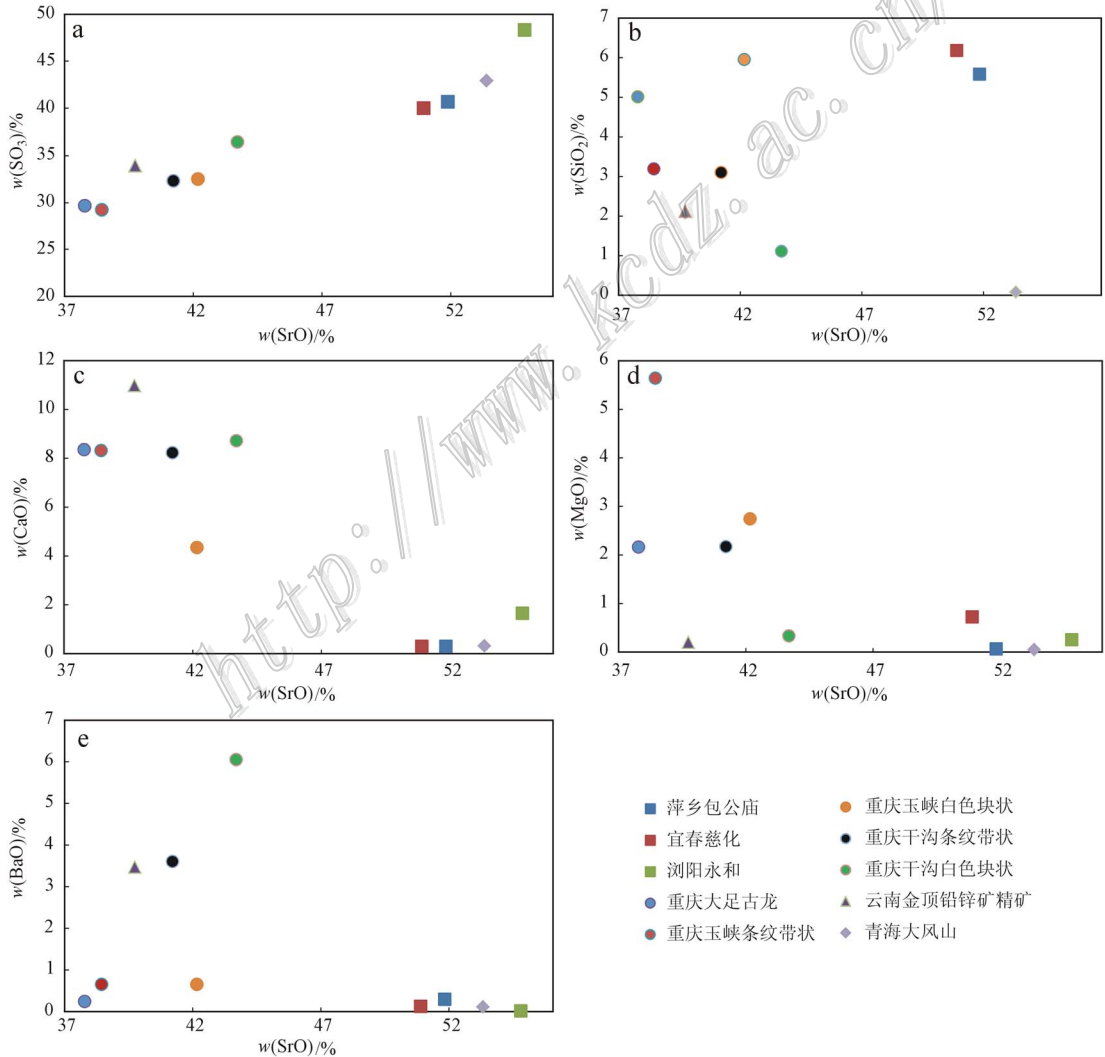 a
50
45
40
35
30
25
20
w(SO₃)/%
37
42
47
52
w(SrO)/%
b
7
6
5
4
3
2
1
0
w(SiO₂)/%
37
42
47
52
w(SrO)/%
c
12
10
8
6
4
2
0
w(CaO)/%
37
42
47
52
w(SrO)/%
d
6
5
4
3
2
1
0
w(MgO)/%
37
42
47
52
w(SrO)/%
e
7
6
5
4
3
2
1
0
w(BaO)/%
37
42
47
52
w(SrO)/%
萍乡包公庙
宜春慈化
浏阳永和
重庆大足古龙
重庆玉峡条纹带状
重庆玉峡白色块状
重庆干沟条纹带状
重庆干沟白色块状
云南金顶铅锌矿精矿
青海大风山
http://www.kcdz.ac.cn/